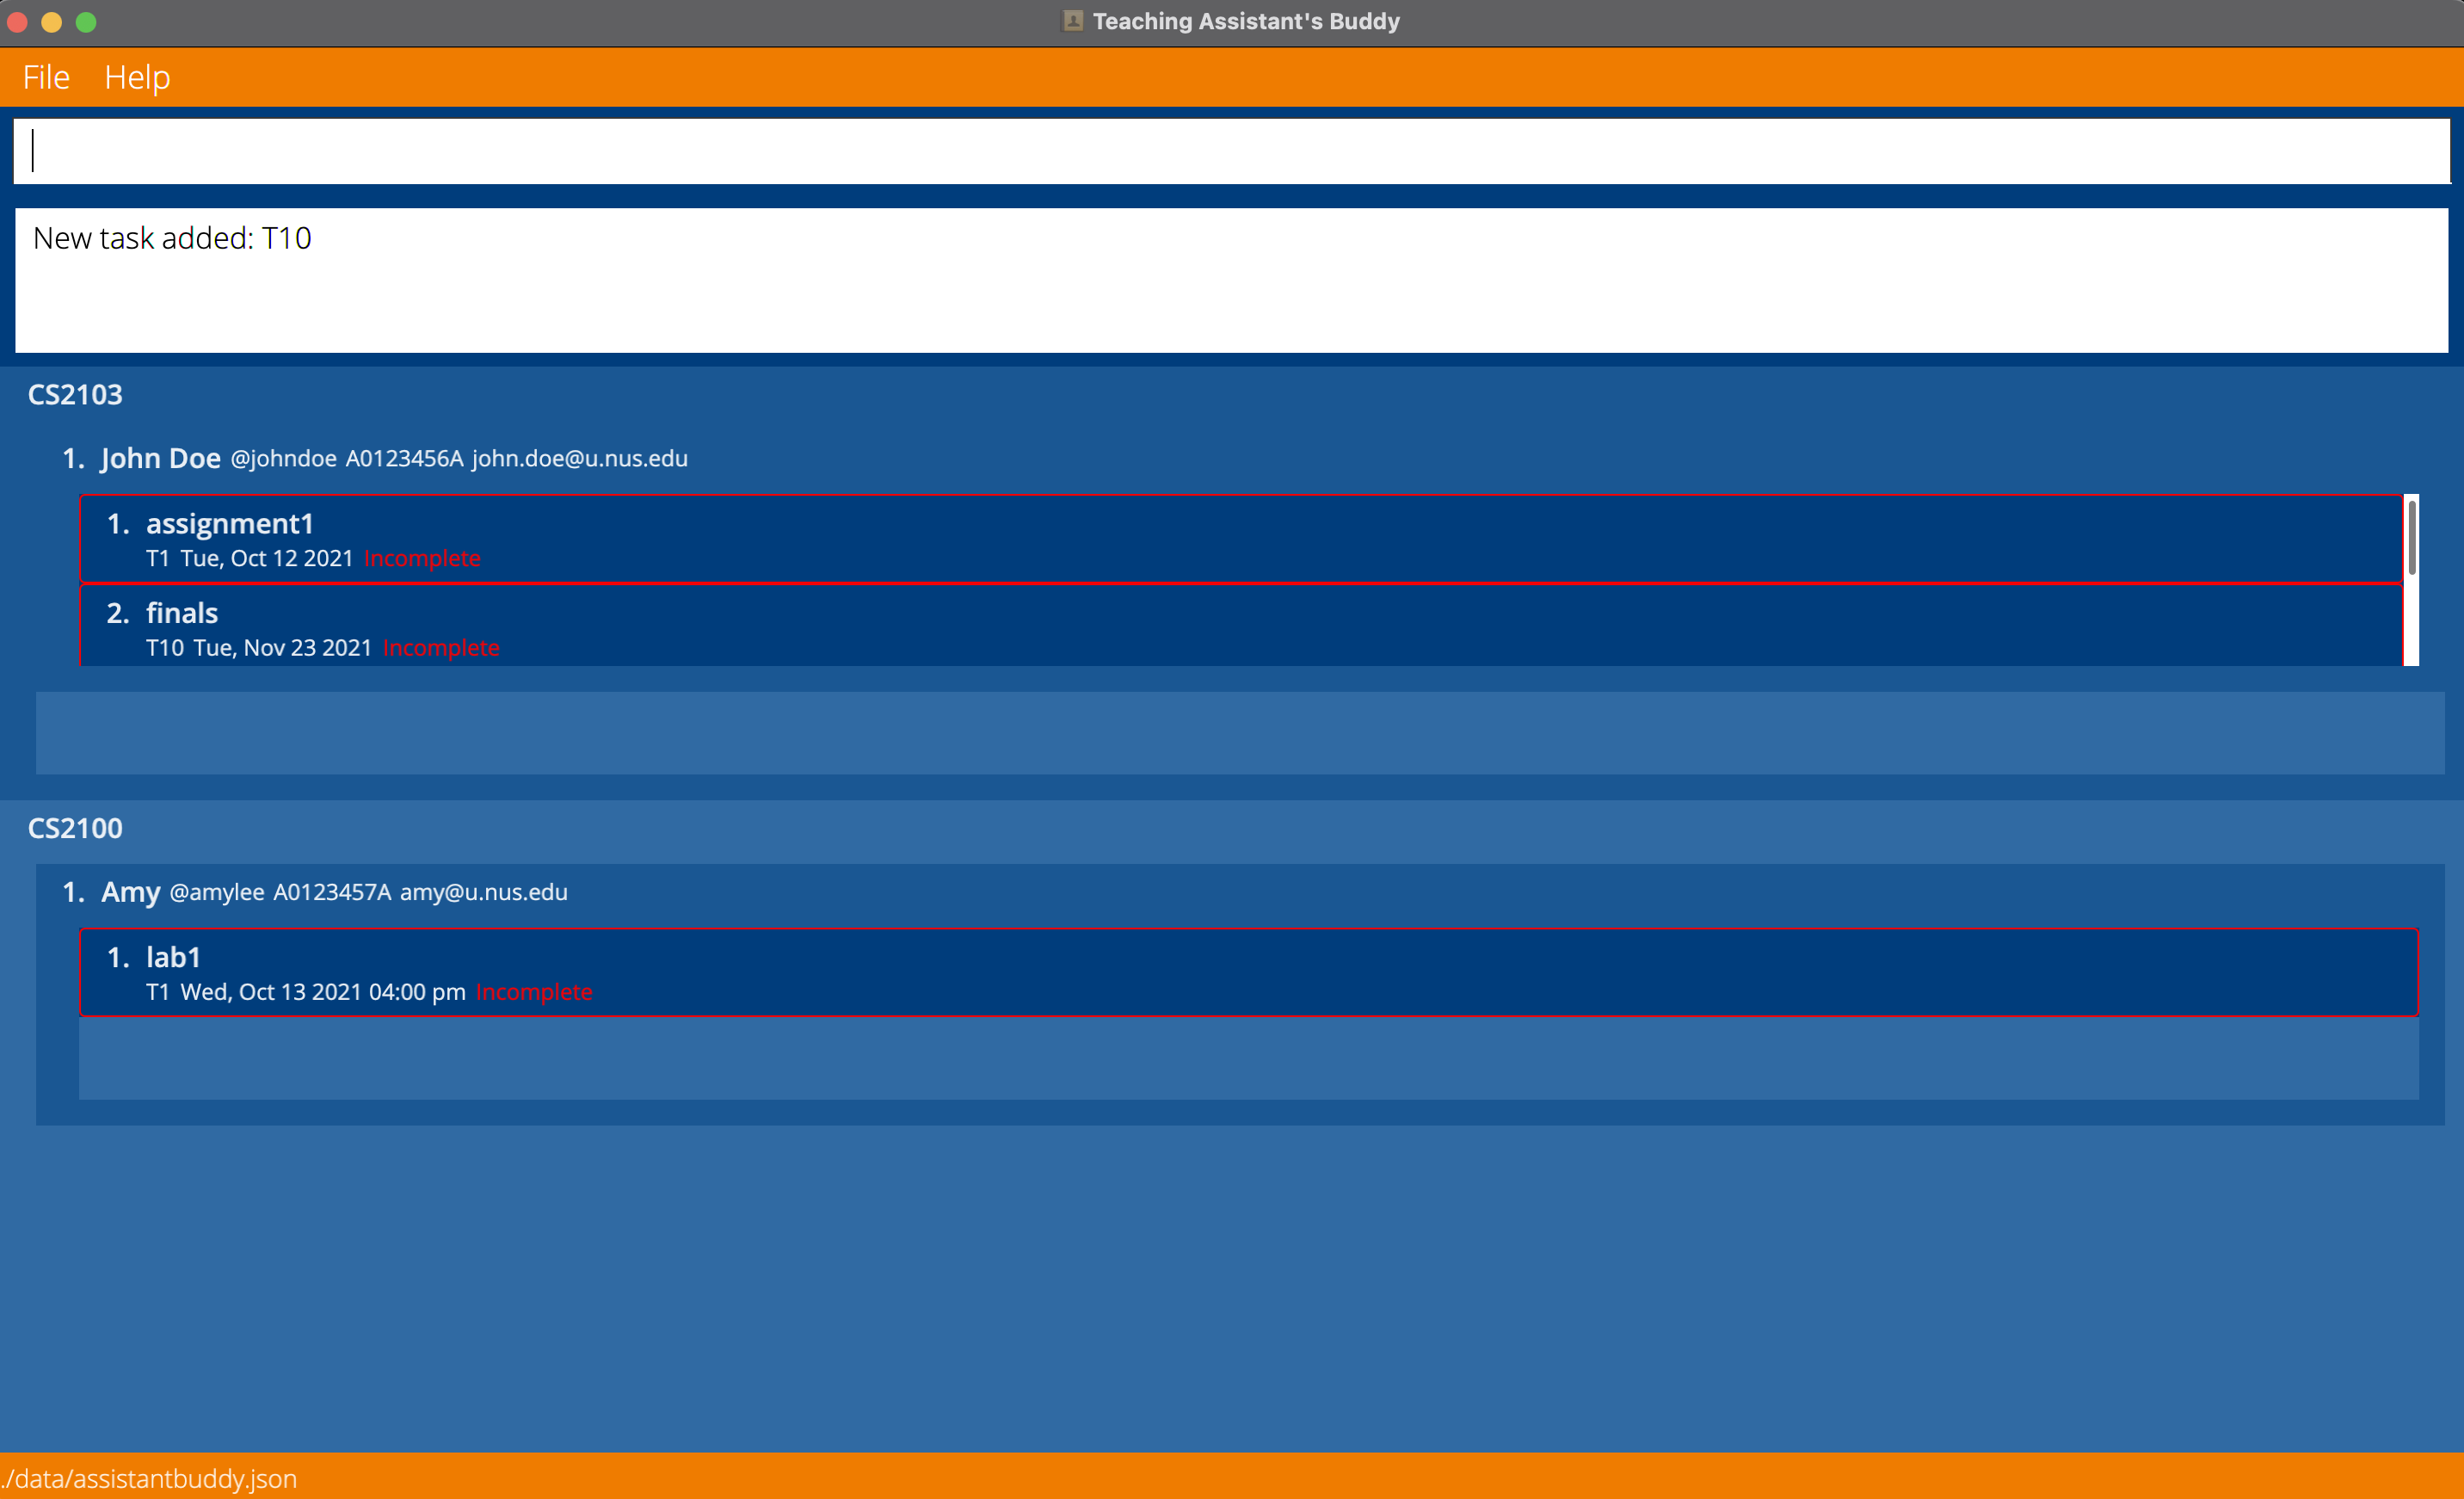 Teaching Assistant's Buddy
File Help
New task added: T10
CS2103
1. John Doe @johndoe A0123456A john.doe@u.nus.edu
1. assignment1
T1 Tue, Oct 12 2021 Incomplete
2. finals
T10 Tue, Nov 23 2021 Incomplete
CS2100
1. Amy @amylee A0123457A amy@u.nus.edu
1. lab1
T1 Wed, Oct 13 2021 04:00 pm Incomplete
./data/assistantbuddy.json